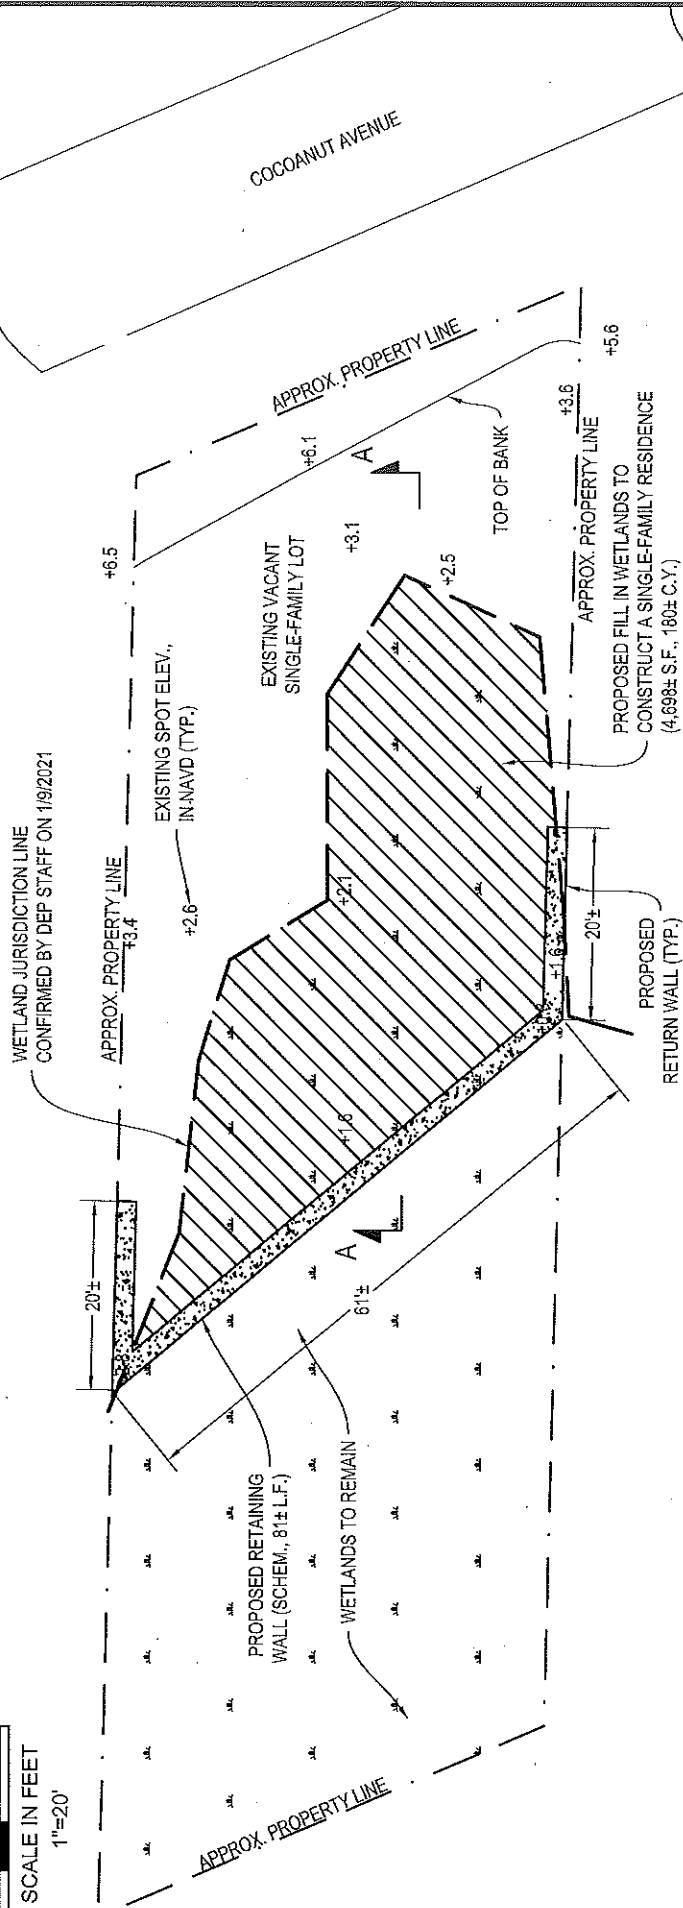 COCOANUT AVENUE
WETLAND JURISDICTION LINE
CONFIRMED BY DEP STAFF ON 1/9/2021
APPROX. PROPERTY LINE
+3.4
+6.5
EXISTING SPOT ELEV.,
IN NAVD (TYP.)
+2.6
EXISTING VACANT
SINGLE-FAMILY LOT
+6.1
+3.1
A
APPROX. PROPERTY LINE
TOP OF BANK
+5.6
+3.6
APPROX. PROPERTY LINE
+2.5
+2.1
PROPOSED FILL IN WETLANDS TO
CONSTRUCT A SINGLE-FAMILY RESIDENCE
(4,698± S.F., 180± C.Y.)
20'±
+1.6
PROPOSED
RETURN WALL (TYP.)
+1.6
A
61'±
20'±
PROPOSED RETAINING
WALL (SCHEM., 81± L.F.)
WETLANDS TO REMAIN
APPROX. PROPERTY LINE
SCALE IN FEET
1"=20'